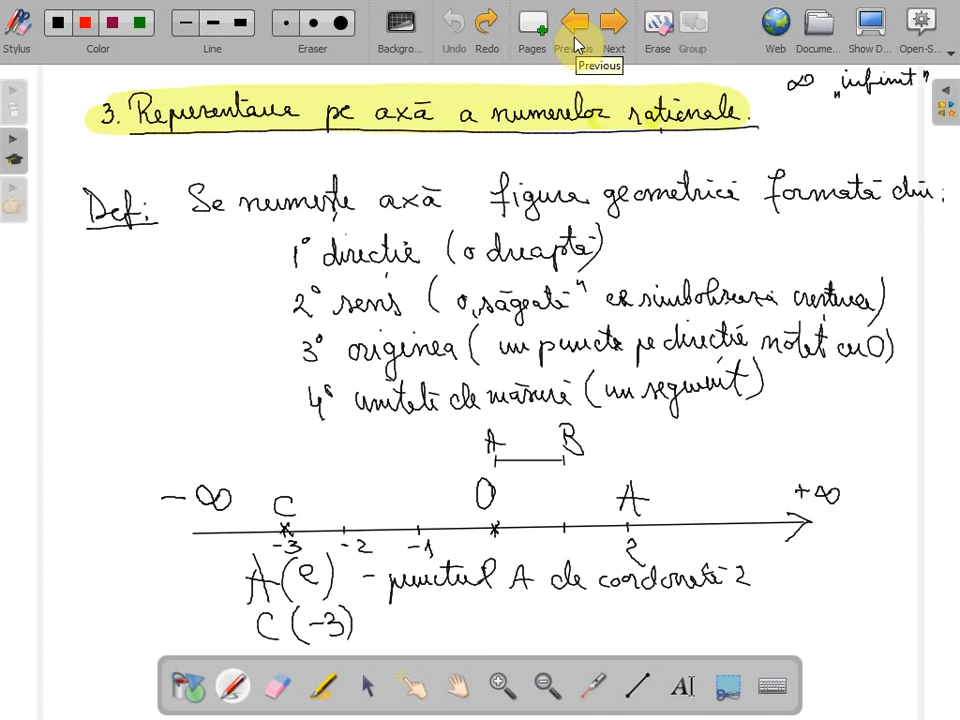 Stylus Color Line Eraser Backgro... Undo Redo Pages Previous Next Erase Group Web Docume... Show D... Open-S...
Previous
∞ „infinit"
3. Reprezentarea pe axă a numerelor raționale.
Def: Se numește axă figura geometrică formată din:
1° direcție (o dreaptă)
2° sens (o „săgeată" ce simbolizează creșterea)
3° originea (un punct pe direcție notat cu O)
4° unitate de măsură (un segment)
A B
-∞ C O A +∞
-3 -2 -1 2
A(2) - punctul A de coordonată 2
C(-3)